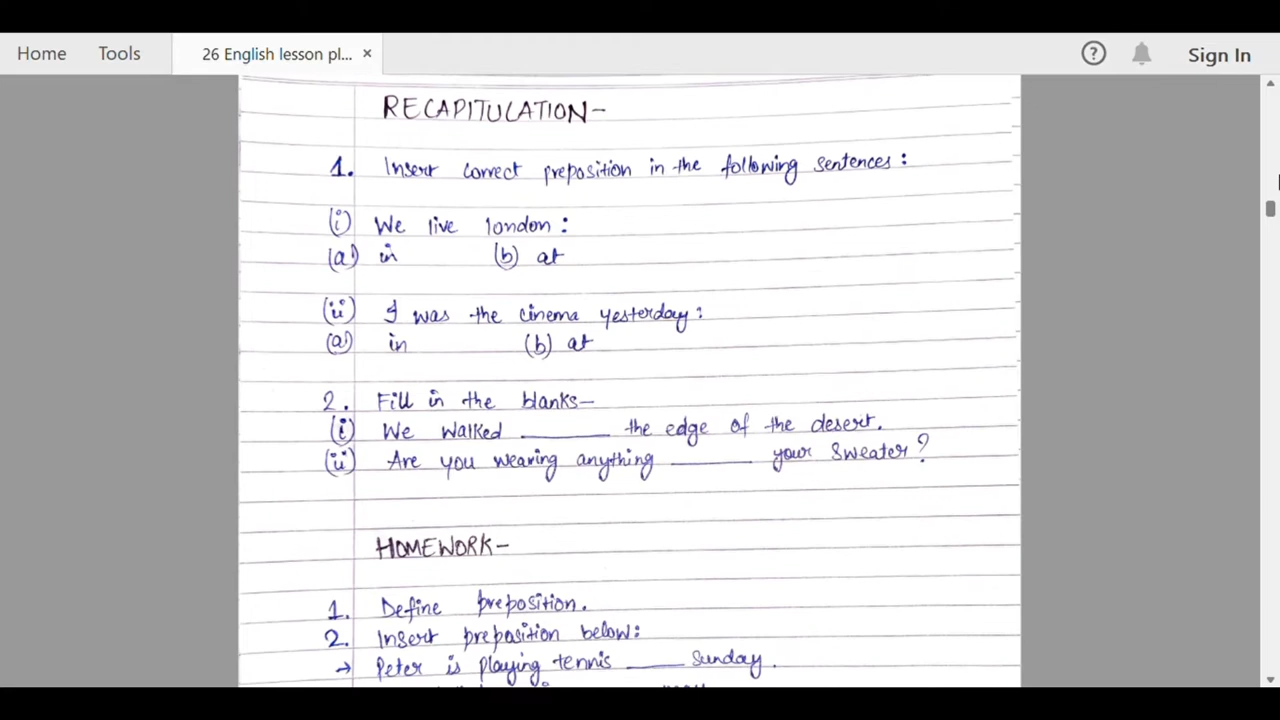 Home Tools 26 English lesson pl... × ? Sign In
RECAPITULATION-
1. Insert correct preposition in the following sentences:
(i) We live london:
(a) in (b) at
(ii) I was the cinema yesterday:
(a) in (b) at
2. Fill in the blanks-
(i) We walked ______ the edge of the desert.
(ii) Are you wearing anything ______ your sweater?
HOMEWORK-
1. Define preposition.
2. Insert preposition below:
→ Peter is playing tennis ____ Sunday.